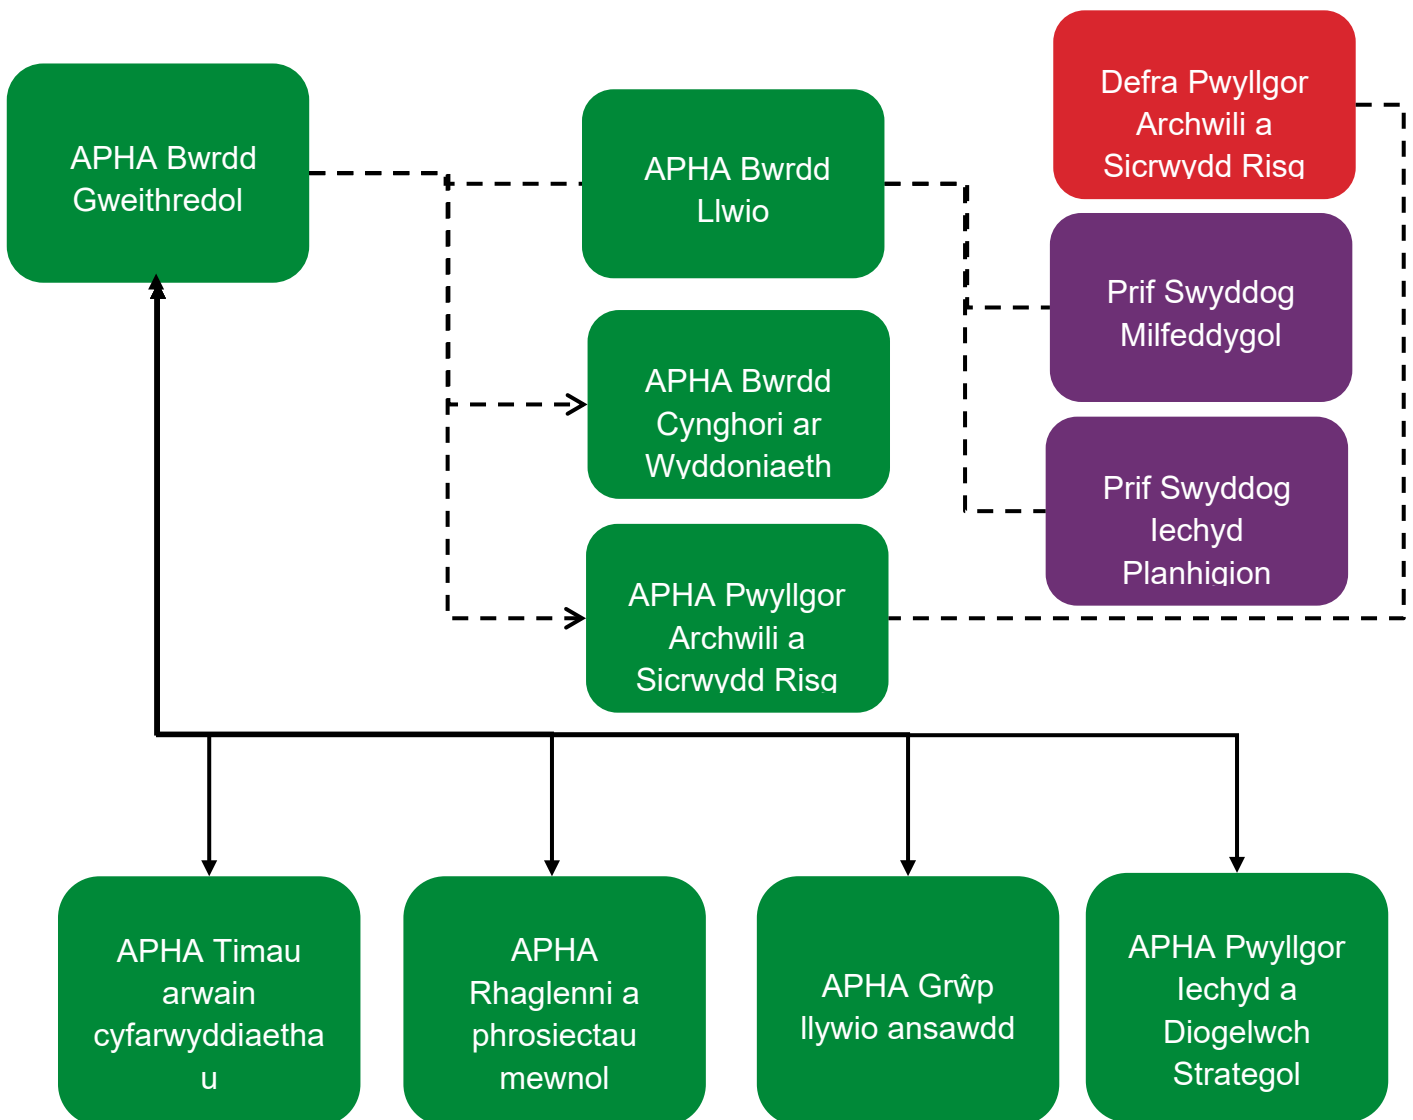 APHA Bwrdd
Gweithredol
APHA Bwrdd
Llwio
Defra Pwyllgor
Archwili a
Sicrwydd Risq
APHA Bwrdd
Cynghori ar
Wyddoniaeth
Prif Swyddog
Milfeddygol
Prif Swyddog
Iechyd
Planhigion
APHA Pwyllgor
Archwili a
Sicrwydd Risq
APHA Timau
arwain
cyfarwyddiaetha
u
APHA
Rhaglenni a
phrosiectau
mewnol
APHA Grŵp
llywio ansawdd
APHA Pwyllgor
Iechyd a
Diogelwch
Strategol